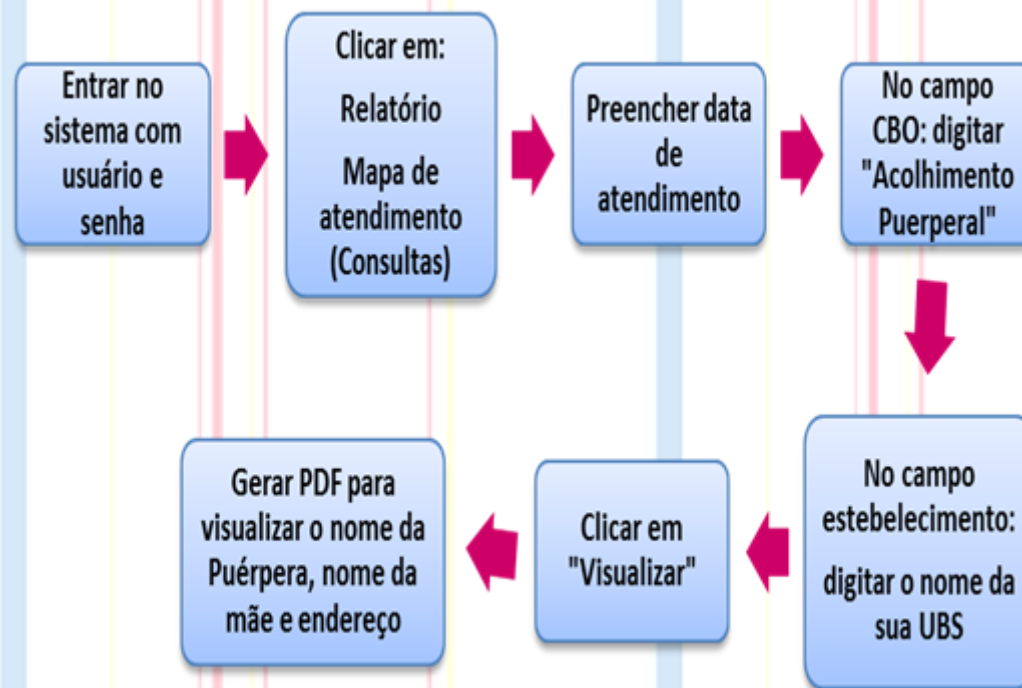 Entrar no
sistema com
usuário e
senha
Clicar em:
Relatório
Mapa de
atendimento
(Consultas)
Preencher data
de
atendimento
No campo
CBO: digitar
"Acolhimento
Puerperal"
No campo
estebelecimento:
digitar o nome da
sua UBS
Clicar em
"Visualizar"
Gerar PDF para
visualizar o nome da
Puérpera, nome da
mãe e endereço